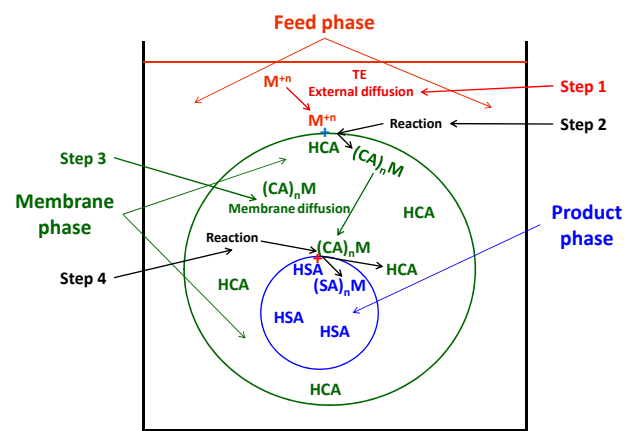 Feed phase
TE
M⁺ⁿ
External diffusion
Step 1
M⁺ⁿ
+
Reaction
Step 2
HCA
(CA)ₙM
Step 3
(CA)ₙM
Membrane diffusion
Membrane
phase
HCA
Product
phase
Reaction
(CA)ₙM
+
Step 4
HSA
HCA
HCA
(SA)ₙM
HSA
HSA
HCA